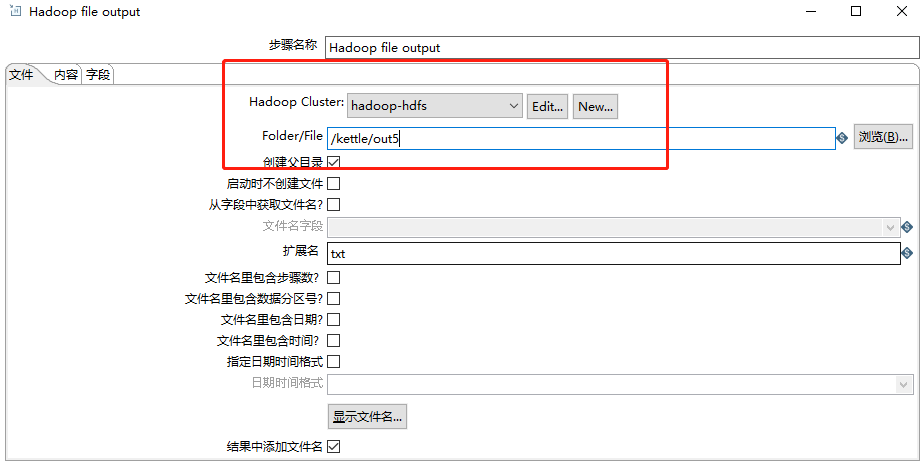 Hadoop file output
步骤名称 Hadoop file output
文件 内容 字段
Hadoop Cluster: hadoop-hdfs Edit... New...
Folder/File /kettle/out5 浏览(B)...
创建父目录
启动时不创建文件
从字段中获取文件名?
文件名字段
扩展名 txt
文件名里包含步骤数?
文件名里包含数据分区号?
文件名里包含日期?
文件名里包含时间?
指定日期时间格式
日期时间格式
显示文件名...
结果中添加文件名